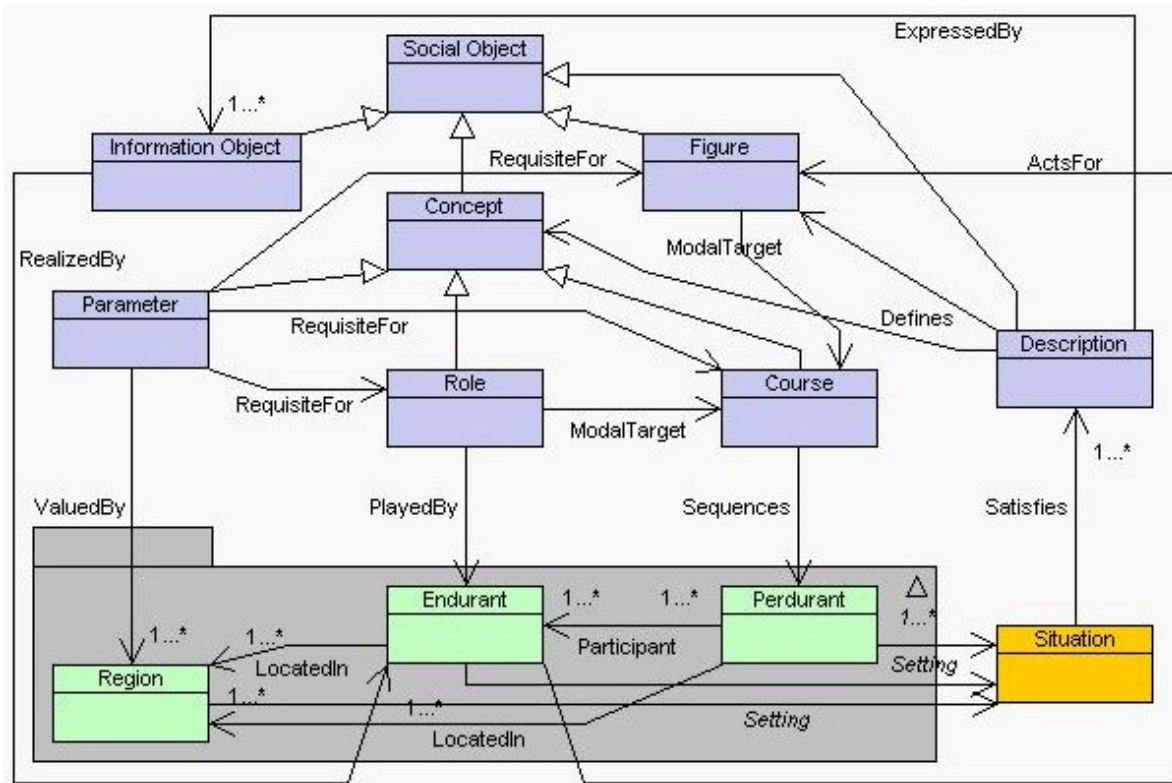 ExpressedBy
Social Object
1...*
Information Object
Figure
RequisiteFor
ActsFor
Concept
ModalTarget
RealizedBy
Parameter
RequisiteFor
Defines
Description
Role
Course
RequisiteFor
ModalTarget
1...*
ValuedBy
PlayedBy
Sequences
Satisfies
Endurant
1...*
1...*
Perdurant
1...*
1...*
1...*
Participant
Situation
LocatedIn
Setting
Region
1...*
1...*
Setting
LocatedIn